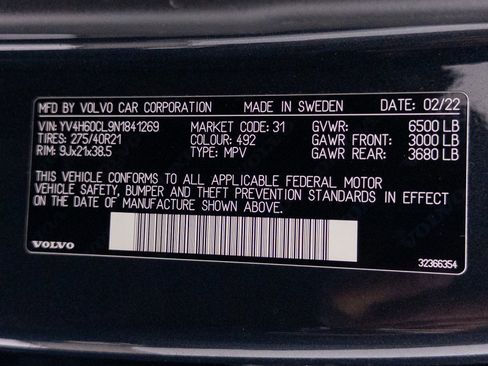 MFD BY VOLVO CAR CORPORATION MADE IN SWEDEN DATE: 02/22
VIN: YV4H60CL9N1841269 MARKET CODE: 31 GVWR: 6500 LB
TIRES: 275/40R21 COLOUR: 492 GAWR FRONT: 3000 LB
RIM: 9Jx21x38.5 TYPE: MPV GAWR REAR: 3680 LB
THIS VEHICLE CONFORMS TO ALL APPLICABLE FEDERAL MOTOR
VEHICLE SAFETY, BUMPER AND THEFT PREVENTION STANDARDS IN EFFECT
ON THE DATE OF MANUFACTURE SHOWN ABOVE.
VOLVO 32366354